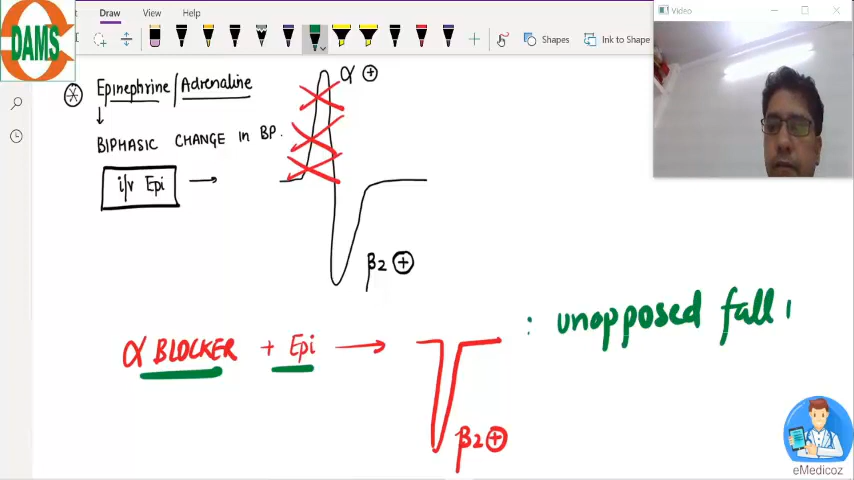 Draw
View
Help
Video
DAMS
Shapes
Ink to Shape
Epinephrine / Adrenaline
α ⊕
BIPHASIC CHANGE IN BP.
i/v Epi
β2 ⊕
: unopposed fall
α BLOCKER + Epi
β2 ⊕
eMedicoz